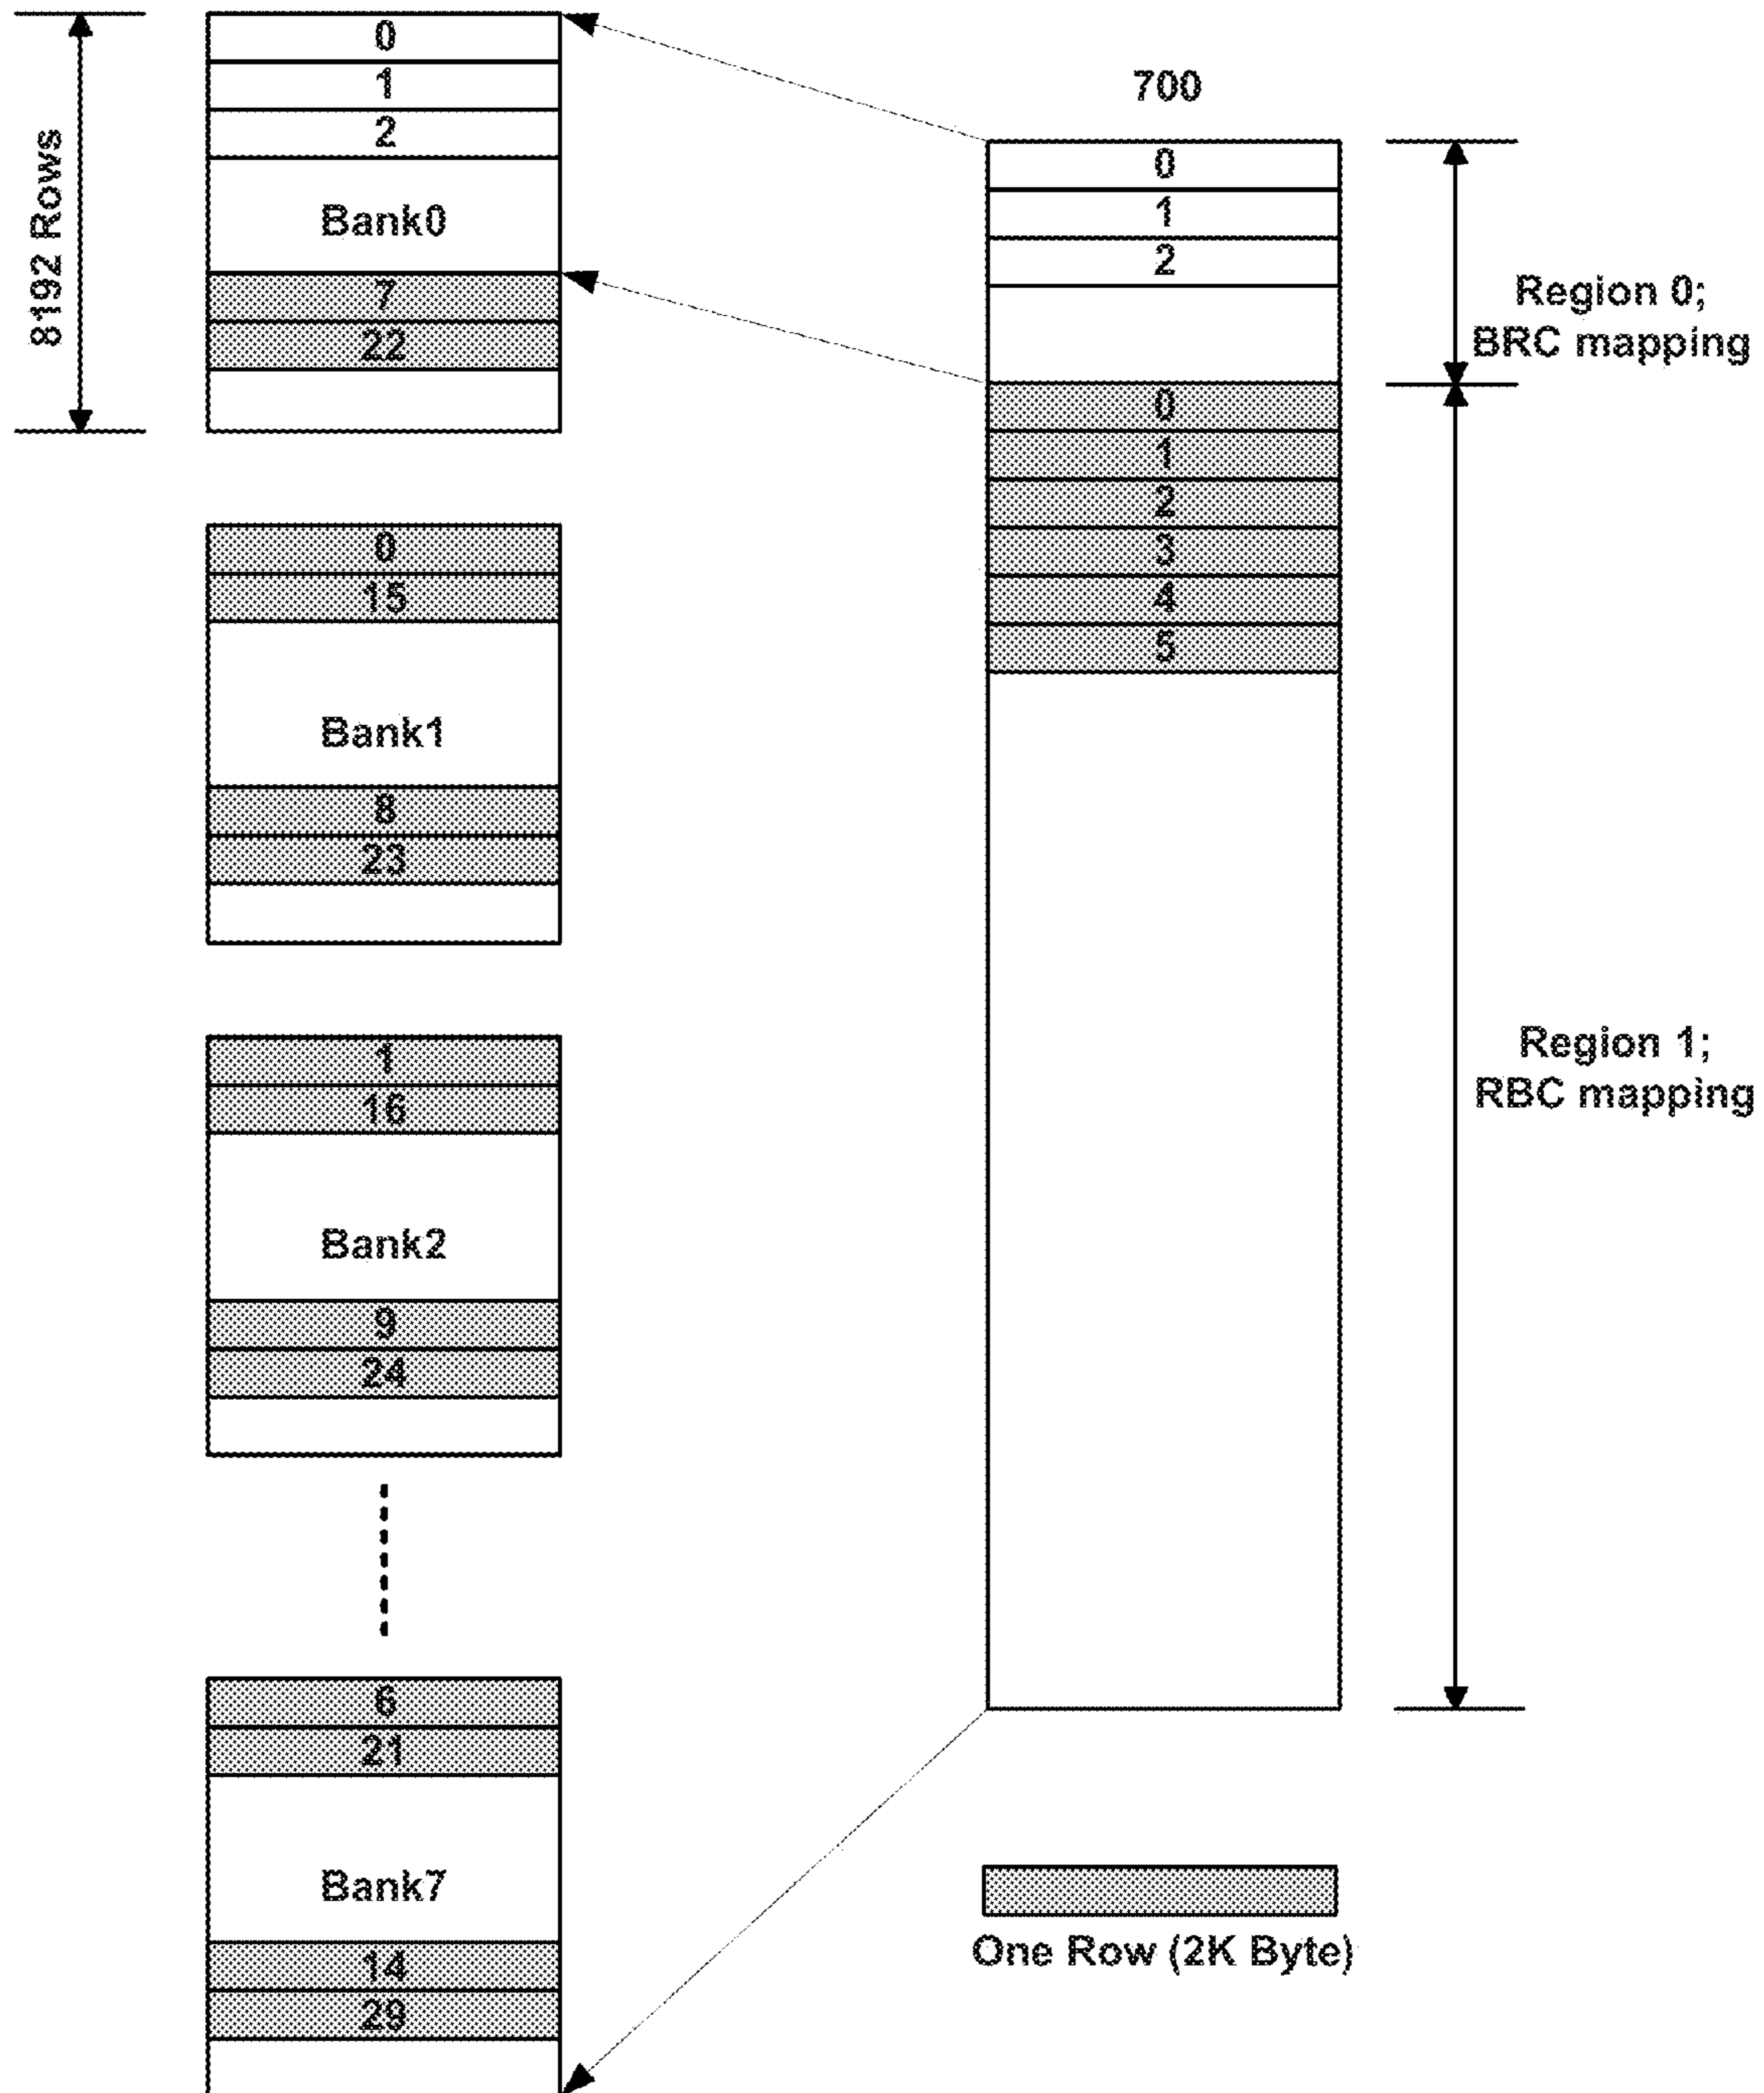 8192 Rows
0
1
2
Bank0
7
22
0
15
Bank1
8
23
1
16
Bank2
9
24
6
21
Bank7
14
29
700
0
1
2
0
1
2
3
4
5
Region 0;
BRC mapping
Region 1;
RBC mapping
One Row (2K Byte)